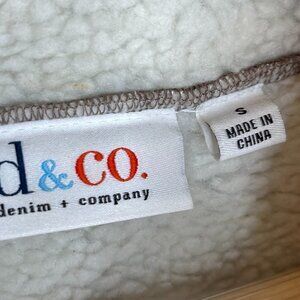 d & co.
denim + company
S
MADE IN
CHINA